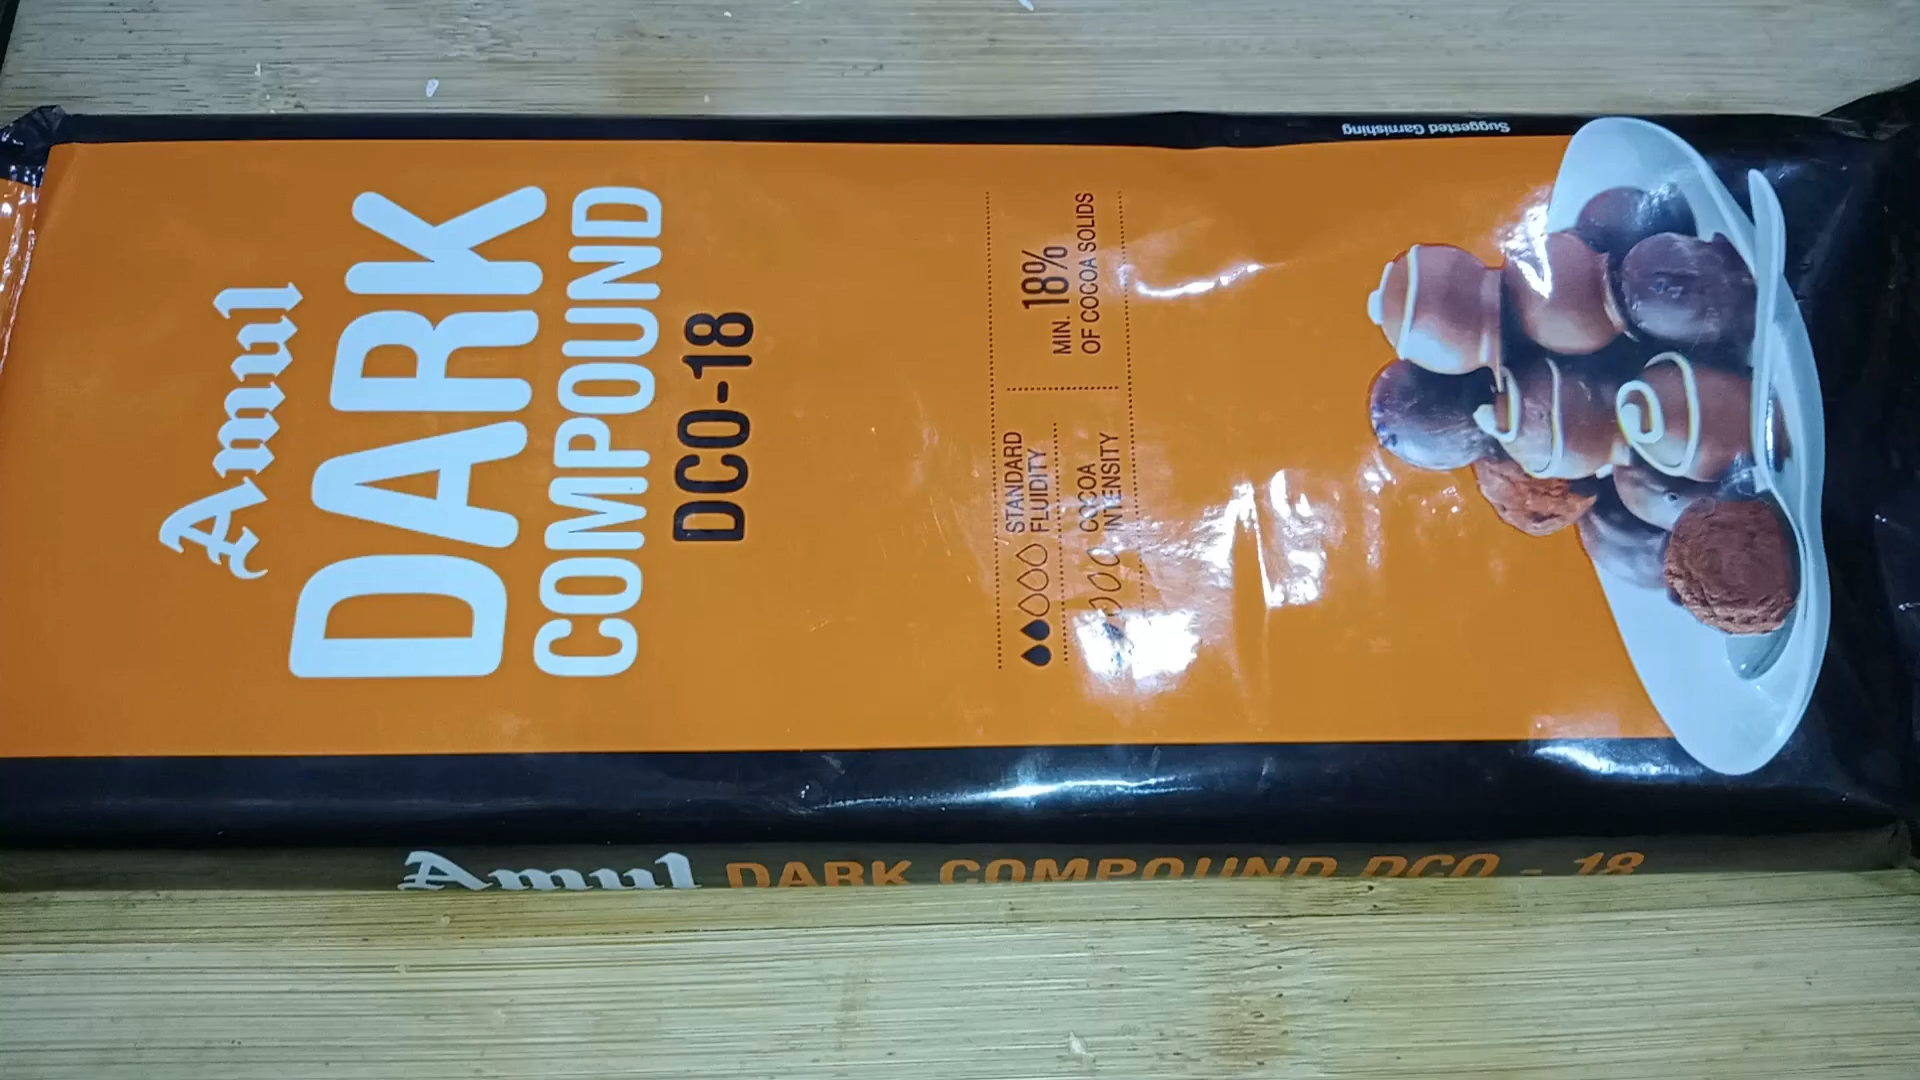 Amul
DARK
COMPOUND
DCO-18
STANDARD
FLUIDITY
COCOA
INTENSITY
MIN. 18%
OF COCOA SOLIDS
Suggested Garnishing
Amul DARK COMPOUND DCO - 18